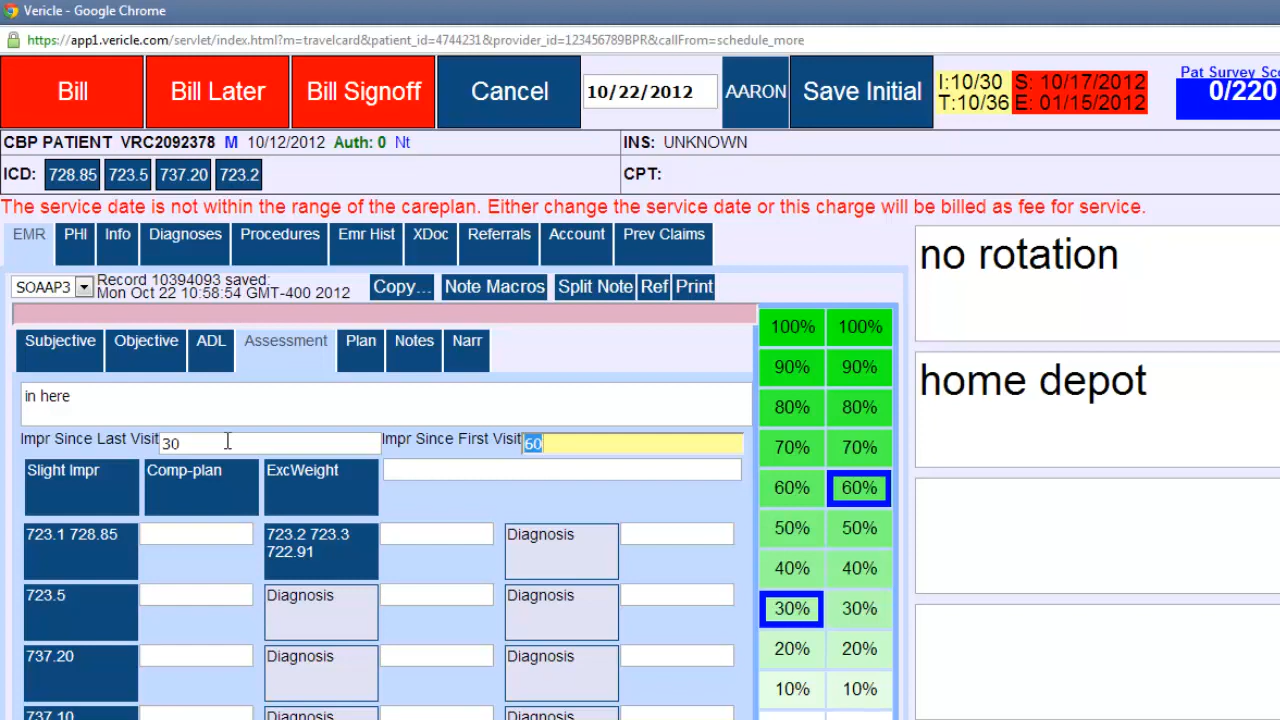 Vericle - Google Chrome
https://app1.vericle.com/servlet/index.html?m=travelcard&patient_id=4744231&provider_id=123456789BPR&callFrom=schedule_more
Bill Bill Later Bill Signoff Cancel 10/22/2012 AARON Save Initial
I:10/30 S: 10/17/2012
T:10/36 E: 01/15/2012
Pat Survey Sco
0/220
CBP PATIENT VRC2092378 M 10/12/2012 Auth: 0 Nt INS: UNKNOWN
ICD: 728.85 723.5 737.20 723.2 CPT:
The service date is not within the range of the careplan. Either change the service date or this charge will be billed as fee for service.
EMR PHI Info Diagnoses Procedures Emr Hist XDoc Referrals Account Prev Claims
SOAAP3 Record 10394093 saved:
Mon Oct 22 10:58:54 GMT-400 2012
Copy... Note Macros Split Note Ref Print
Subjective Objective ADL Assessment Plan Notes Narr
in here
Impr Since Last Visit 30 Impr Since First Visit 60
Slight Impr Comp-plan ExcWeight
723.1 728.85 723.2 723.3
722.91
Diagnosis
723.5 Diagnosis Diagnosis
737.20 Diagnosis Diagnosis
737.10 Diagnosis Diagnosis
100% 100%
90% 90%
80% 80%
70% 70%
60% 60%
50% 50%
40% 40%
30% 30%
20% 20%
10% 10%
no rotation
home depot